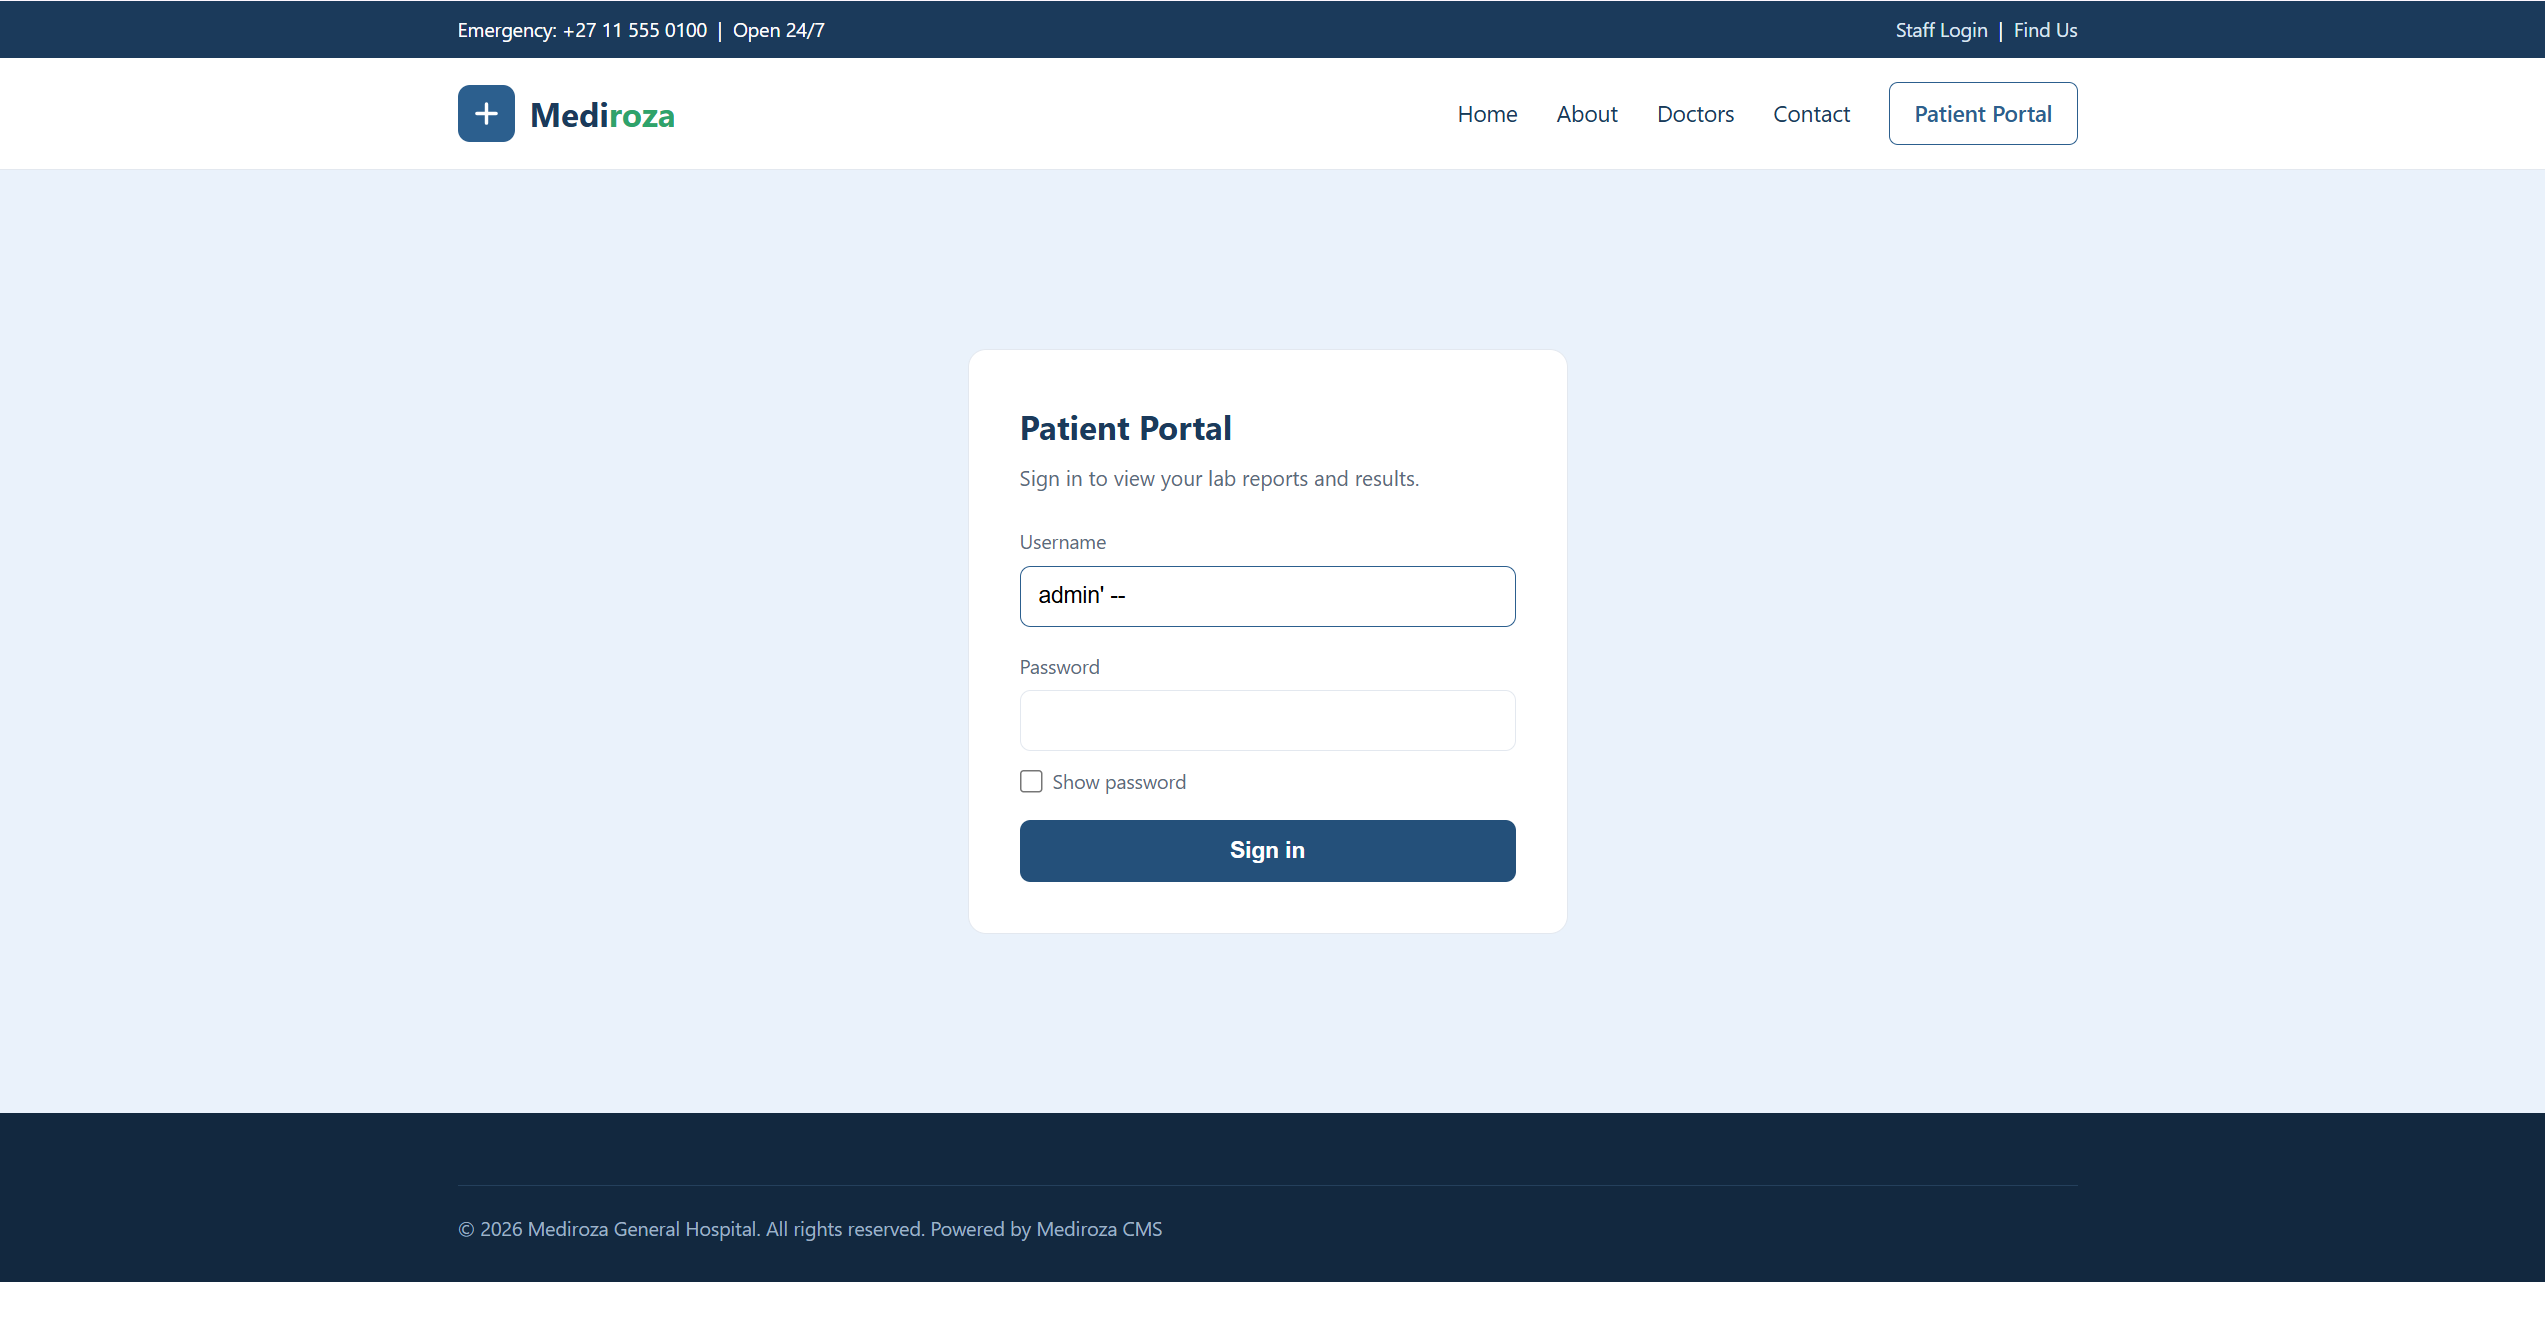 Emergency: +27 11 555 0100 | Open 24/7
Staff Login | Find Us
Mediroza
Home
About
Doctors
Contact
Patient Portal
Patient Portal
Sign in to view your lab reports and results.
Username
admin' --
Password
Show password
Sign in
© 2026 Mediroza General Hospital. All rights reserved. Powered by Mediroza CMS